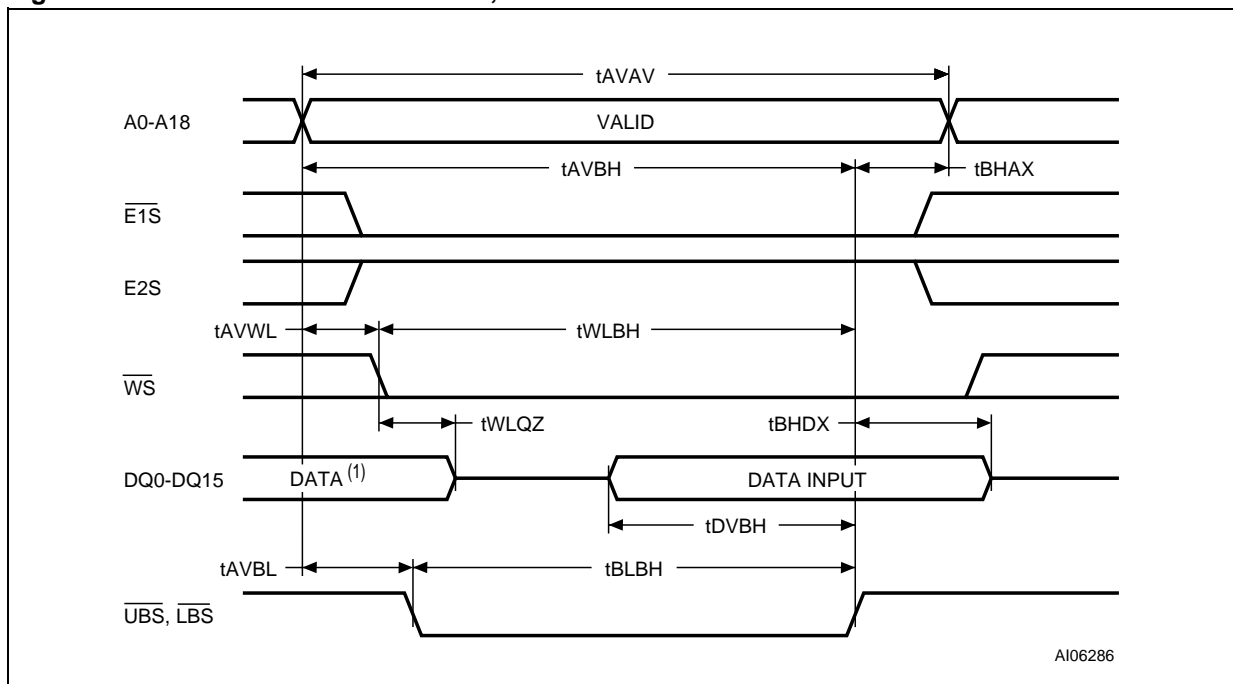 tAVAV
A0-A18 VALID
tAVBH tBHAX
E1S
E2S
tAVWL tWLBH
WS
tWLQZ tBHDX
DQ0-DQ15 DATA (1) DATA INPUT
tDVBH
tAVBL tBLBH
UBS, LBS
AI06286